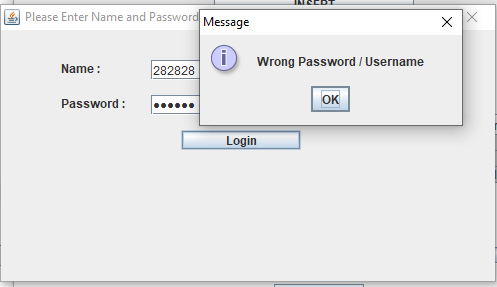 INSERT
Please Enter Name and Password
Message
Wrong Password / Username
OK
Name :
282828
Password :
••••••
Login